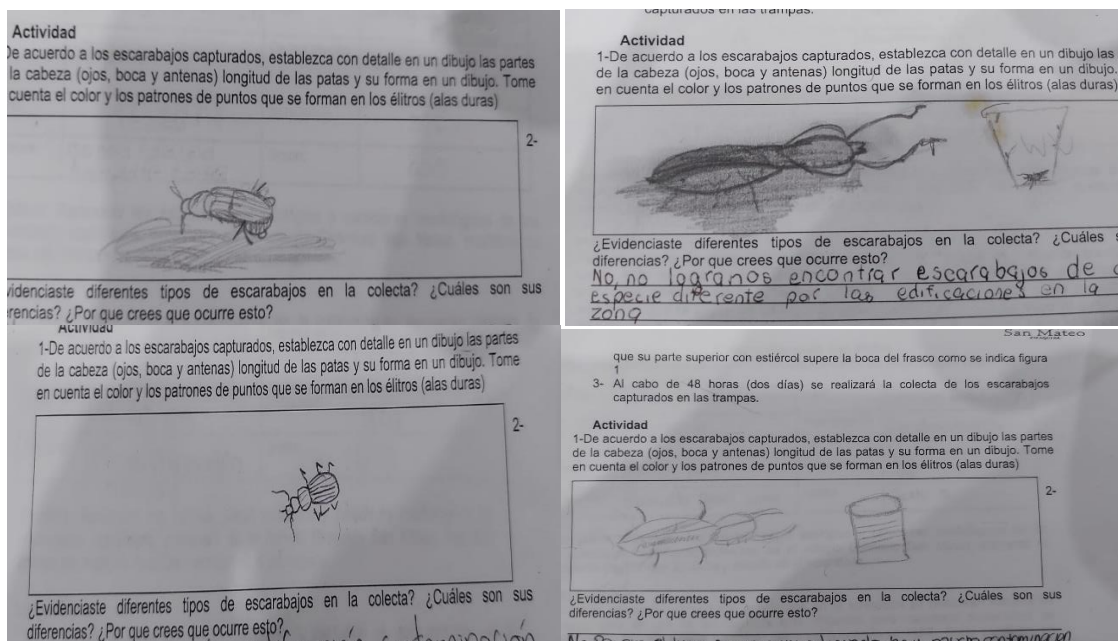 Actividad
De acuerdo a los escarabajos capturados, establezca con detalle en un dibujo las partes
la cabeza (ojos, boca y antenas) longitud de las patas y su forma en un dibujo. Tome
cuenta el color y los patrones de puntos que se forman en los élitros (alas duras)
2-
videnciaste diferentes tipos de escarabajos en la colecta? ¿Cuáles son sus
rencias? ¿Por que crees que ocurre esto?
capturados en las trampas.
Actividad
1-De acuerdo a los escarabajos capturados, establezca con detalle en un dibujo las
de la cabeza (ojos, boca y antenas) longitud de las patas y su forma en un dibujo.
en cuenta el color y los patrones de puntos que se forman en los élitros (alas duras)
¿Evidenciaste diferentes tipos de escarabajos en la colecta? ¿Cuáles
diferencias? ¿Por que crees que ocurre esto?
No, no logranos encontrar escarabajos de
especie diferente por las edificaciones en la
zona
Actividad
1-De acuerdo a los escarabajos capturados, establezca con detalle en un dibujo las partes
de la cabeza (ojos, boca y antenas) longitud de las patas y su forma en un dibujo. Tome
en cuenta el color y los patrones de puntos que se forman en los élitros (alas duras)
2-
¿Evidenciaste diferentes tipos de escarabajos en la colecta? ¿Cuáles son sus
diferencias? ¿Por que crees que ocurre esto?
San Mateo
que su parte superior con estiércol supere la boca del frasco como se indica figura
1
3- Al cabo de 48 horas (dos días) se realizará la colecta de los escarabajos
capturados en las trampas.
Actividad
1-De acuerdo a los escarabajos capturados, establezca con detalle en un dibujo las partes
de la cabeza (ojos, boca y antenas) longitud de las patas y su forma en un dibujo. Tome
en cuenta el color y los patrones de puntos que se forman en los élitros (alas duras)
2-
¿Evidenciaste diferentes tipos de escarabajos en la colecta? ¿Cuáles son sus
diferencias? ¿Por que crees que ocurre esto?